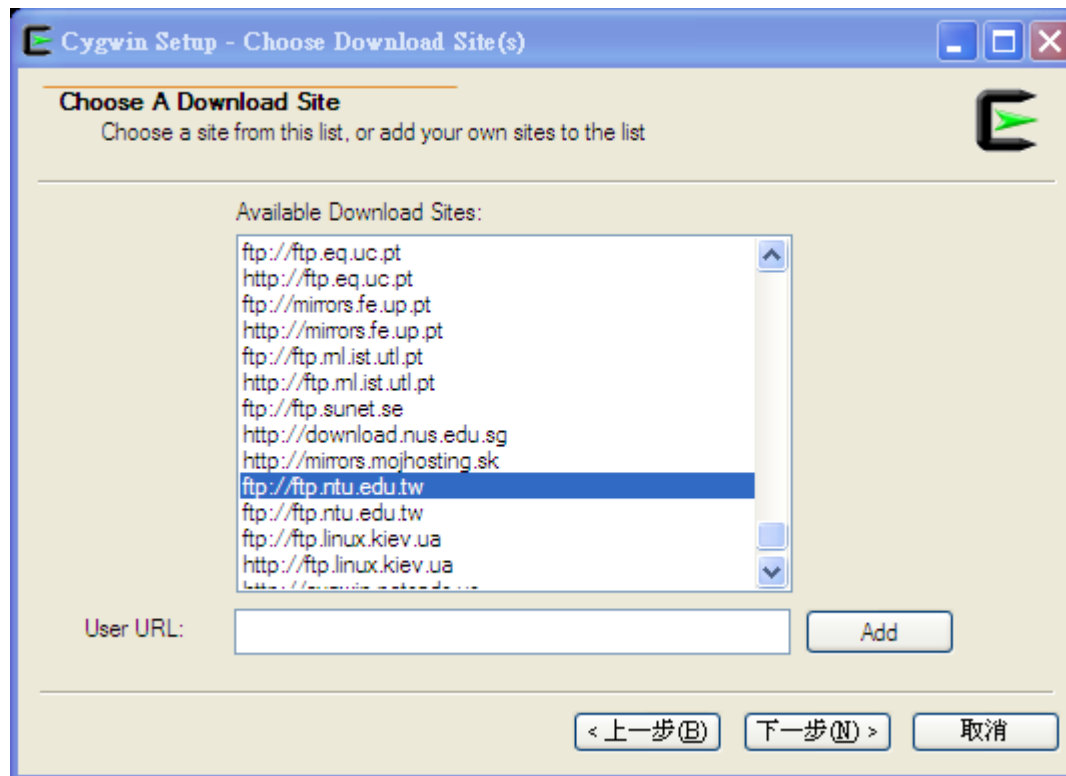 Cygwin Setup - Choose Download Site(s)
Choose A Download Site
Choose a site from this list, or add your own sites to the list
Available Download Sites:
ftp://ftp.eq.uc.pt
http://ftp.eq.uc.pt
ftp://mirrors.fe.up.pt
http://mirrors.fe.up.pt
ftp://ftp.ml.ist.utl.pt
http://ftp.ml.ist.utl.pt
ftp://ftp.sunet.se
http://download.nus.edu.sg
http://mirrors.mojhosting.sk
ftp://ftp.ntu.edu.tw
ftp://ftp.ntu.edu.tw
ftp://ftp.linux.kiev.ua
http://ftp.linux.kiev.ua
User URL:
Add
< 上一步(B)
下一步(N) >
取消